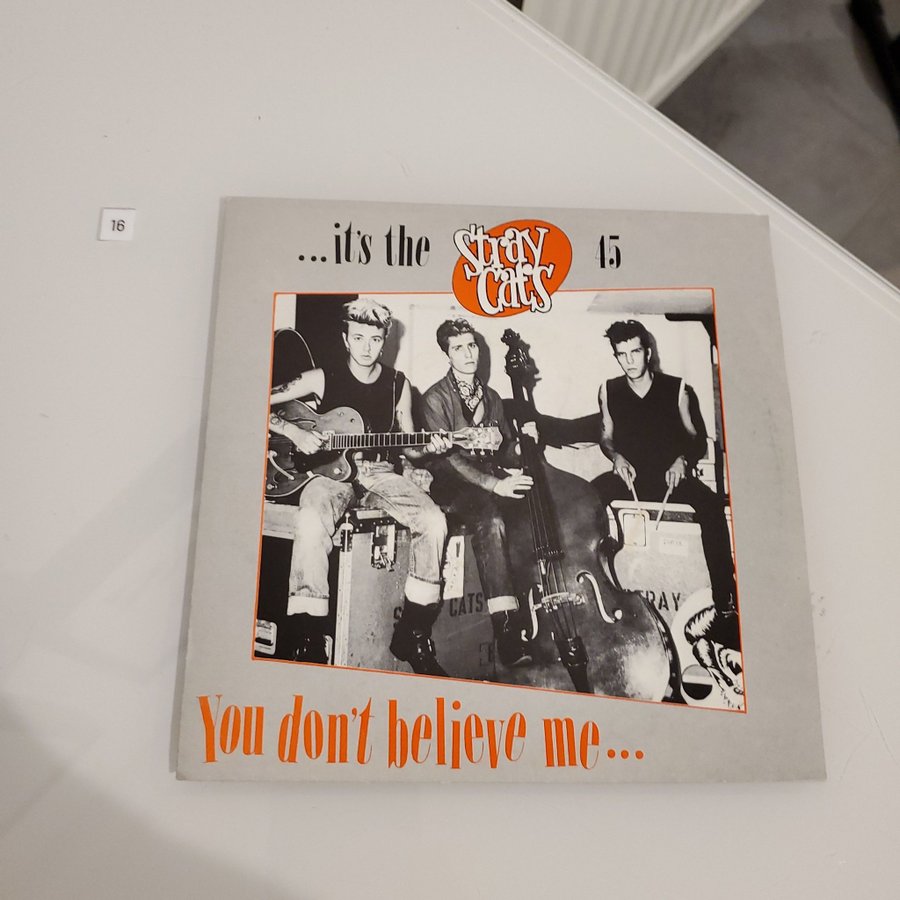 16
...it's the stray cats 45
S CATS
STRAY
You don't believe me...